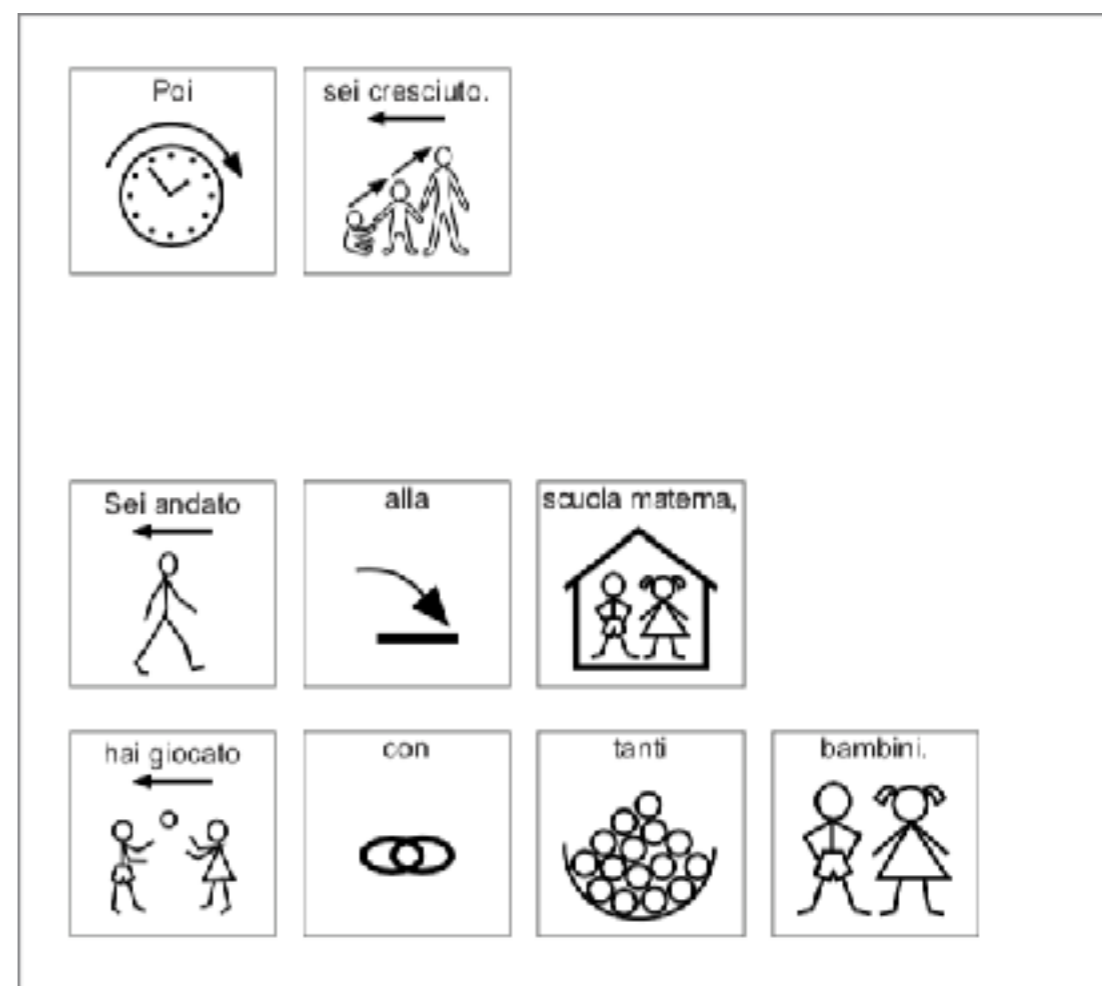 Poi sei cresciuto.
Sei andato alla scuola materna,
hai giocato con tanti bambini.